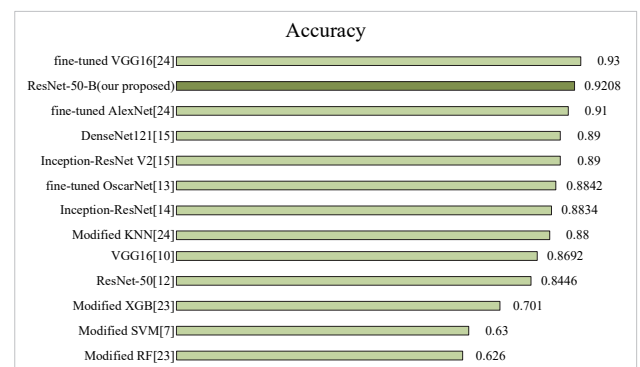 Accuracy
fine-tuned VGG16[24] 0.93
ResNet-50-B(our proposed) 0.9208
fine-tuned AlexNet[24] 0.91
DenseNet121[15] 0.89
Inception-ResNet V2[15] 0.89
fine-tuned OscarNet[13] 0.8842
Inception-ResNet[14] 0.8834
Modified KNN[24] 0.88
VGG16[10] 0.8692
ResNet-50[12] 0.8446
Modified XGB[23] 0.701
Modified SVM[7] 0.63
Modified RF[23] 0.626